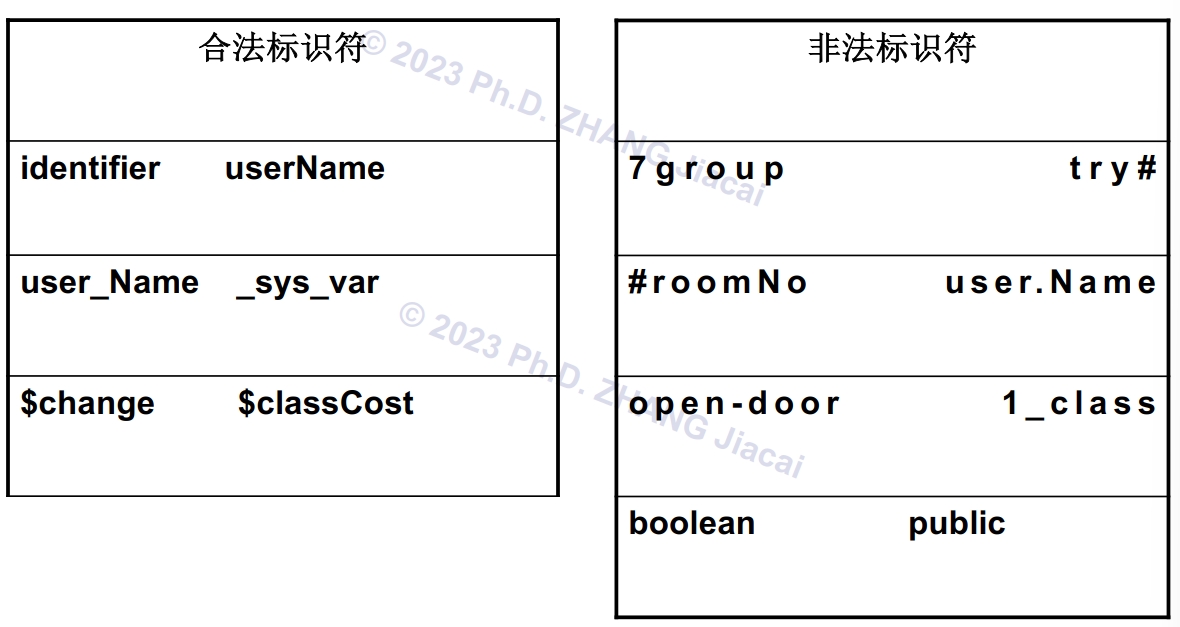 合法标识符
identifier userName
user_Name _sys_var
$change $classCost
非法标识符
7group try#
#roomNo user.Name
open-door 1_class
boolean public
© 2023 Ph.D. ZHANG Jiacai
© 2023 Ph.D. ZHANG Jiacai